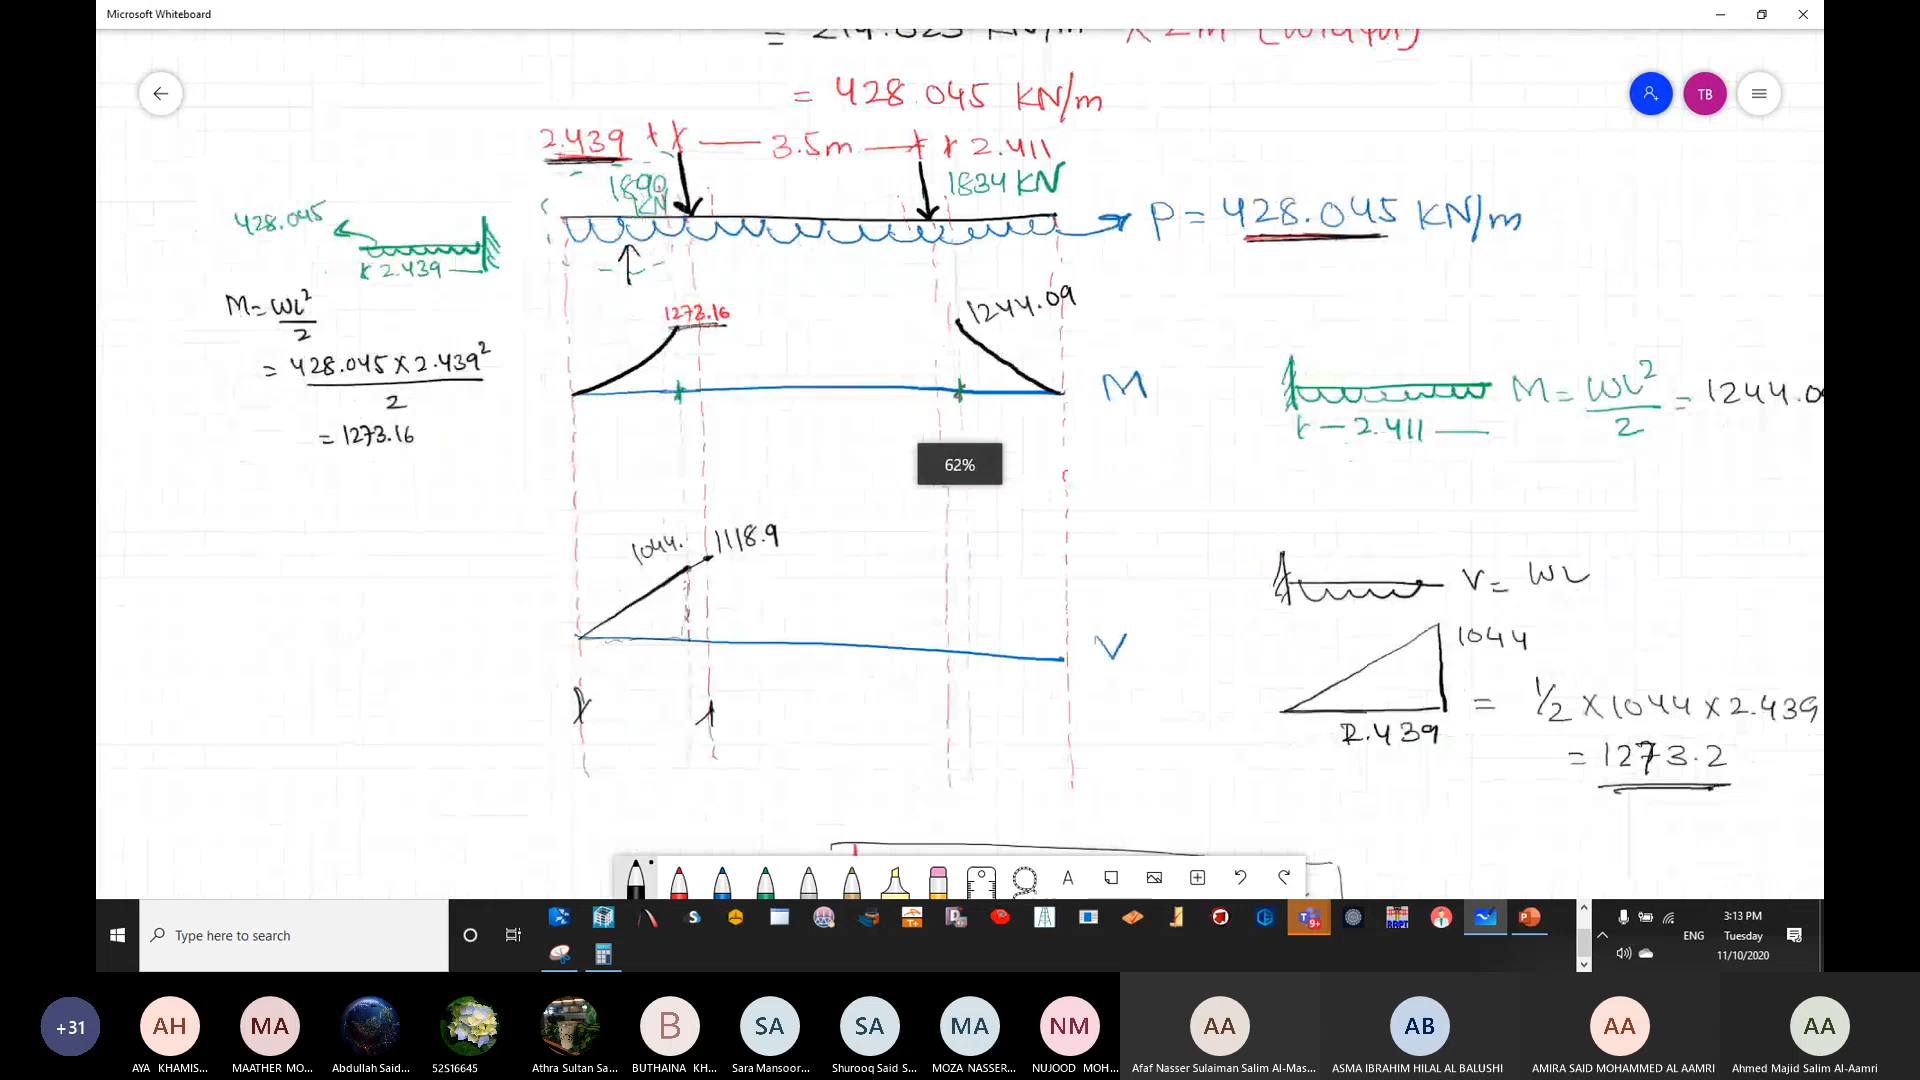 Microsoft Whiteboard
= 428.045 KN/m
2.439
3.5m
2.411
1890 KN
1834 KN
TB
428.045
2.439
P = 428.045 KN/m
M = WL²/2
= 428.045 X 2.439²
2
= 1273.16
1273.16
1244.09
M
M = WL²/2 = 1244.0
2.411
62%
1044.
1118.9
V
V = WL
1044
2.439
= 1/2 X 1044 X 2.439
= 1273.2
A
Type here to search
3:13 PM
ENG
Tuesday
11/10/2020
+31
AH
MA
B
SA
SA
MA
NM
AA
AB
AA
AA
AYA KHAMIS...
MAATHER MO...
Abdullah Said...
52S16645
Athra Sultan Sa...
BUTHAINA KH...
Sara Mansoor...
Shurooq Said S...
MOZA NASSER...
NUJOOD MOH...
Afaf Nasser Sulaiman Salim Al-Mas...
ASMA IBRAHIM HILAL AL BALUSHI
AMIRA SAID MOHAMMED AL AAMRI
Ahmed Majid Salim Al-Aamri